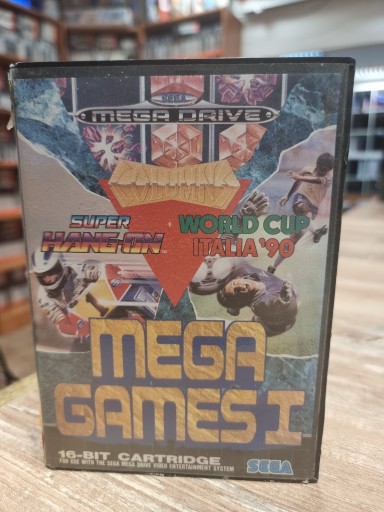 SEGA
MEGA DRIVE
COLUMNS
SUPER
HANG-ON
WORLD CUP
ITALIA '90
MEGA
GAMES I
16-BIT CARTRIDGE
FOR USE WITH THE SEGA MEGA DRIVE VIDEO ENTERTAINMENT SYSTEM
SEGA